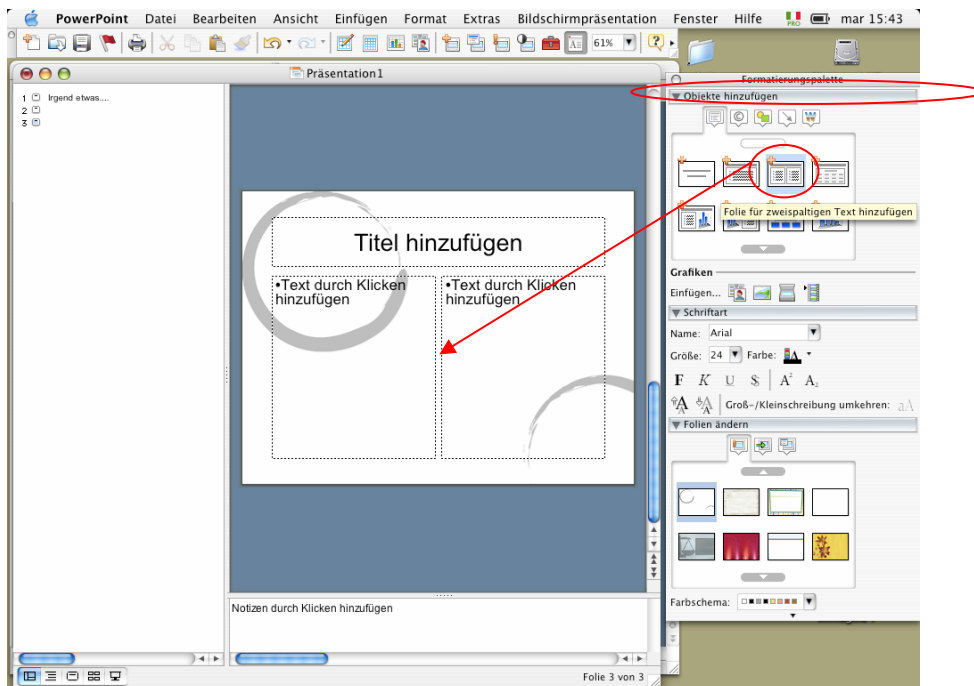 PowerPoint Datei Bearbeiten Ansicht Einfügen Format Extras Bildschirmpräsentation Fenster Hilfe PRO mar 15:43
61%
Präsentation1
1 Irgend etwas....
2
3
Titel hinzufügen
•Text durch Klicken hinzufügen
•Text durch Klicken hinzufügen
Notizen durch Klicken hinzufügen
Folie 3 von 3
Formatierungspalette
Objekte hinzufügen
Folie für zweispaltigen Text hinzufügen
Grafiken
Einfügen...
Schriftart
Name: Arial
Größe: 24 Farbe: A
F K U S A² A₂
A A Groß-/Kleinschreibung umkehren: aA
Folien ändern
Farbschema: